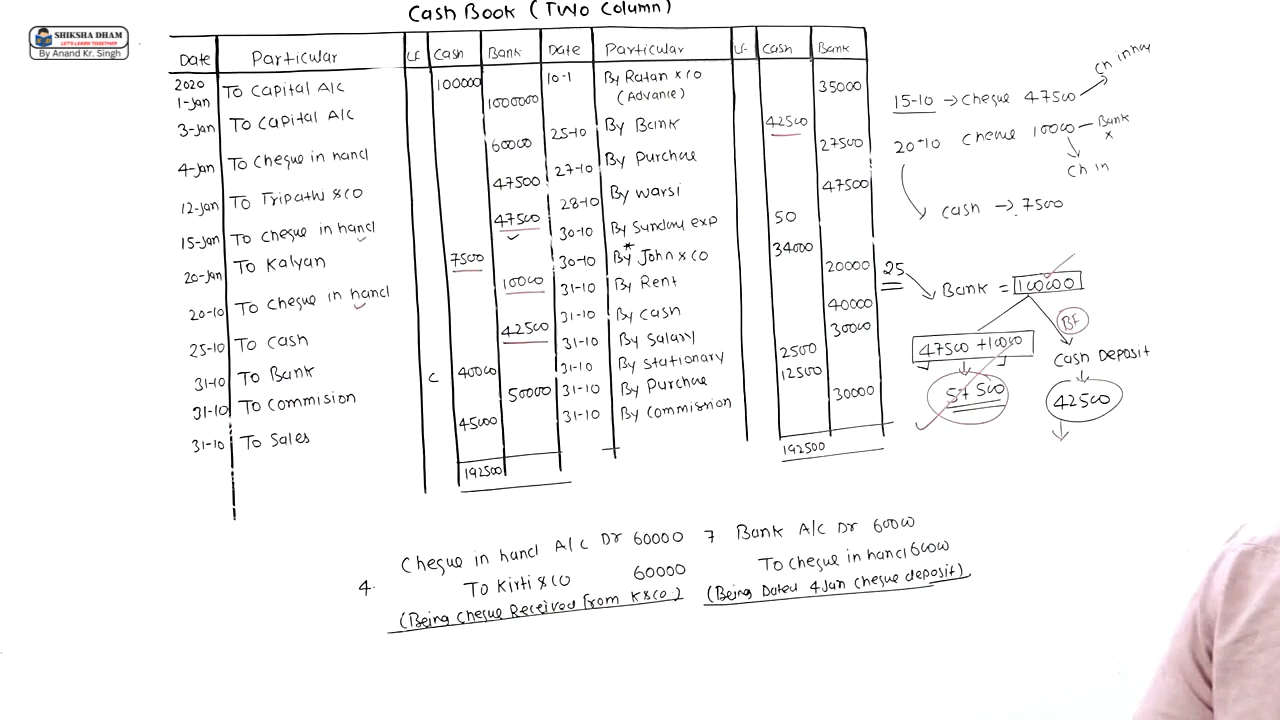 Cash Book (Two Column)
SHIKSHA DHAM
LET'S LEARN TOGETHER
By Anand Kr. Singh
Date Particular LF Cash Bank Date Particular LF Cash Bank
2020
1-Jan To Capital A/c 100000 10-1 By Ratan & co 35000
(Advance)
3-Jan To Capital A/c 1000000 25-10 By Bank 42500
4-Jan To Cheque in hand 60000 27-10 By Purchae 27500
12-Jan To Tripathi & co 47500 28-10 By Warsi 47500
15-Jan To Cheque in hand 47500 30-10 By Sunday exp 50
20-Jan To Kalyan 7500 30-10 By John & co 34000
20-10 To Cheque in hand 10000 31-10 By Rent 20000
25-10 To Cash 42500 31-10 By cash 40000
31-10 By Salary 30000
31-10 To Bank C 40000 31-10 By Stationary 2500
31-10 To Commision 50000 31-10 By Purchae 12500
31-10 To Sales 45000 31-10 By Commission 30000
192500 192500
15-10 → Cheque 47500
20-10 Cheque 10000 – Bank
x
Ch in
cash → 7500
25
Bank = 100000
47500 + 10000
BF
Cash Deposit
57500
42500
4. Cheque in hand A/c Dr 60000
To Kirti & co 60000
(Being Cheque Received from K & co)
7 Bank A/c Dr 60000
To cheque in hand 60000
(Being Dated 4 Jan cheque deposit)